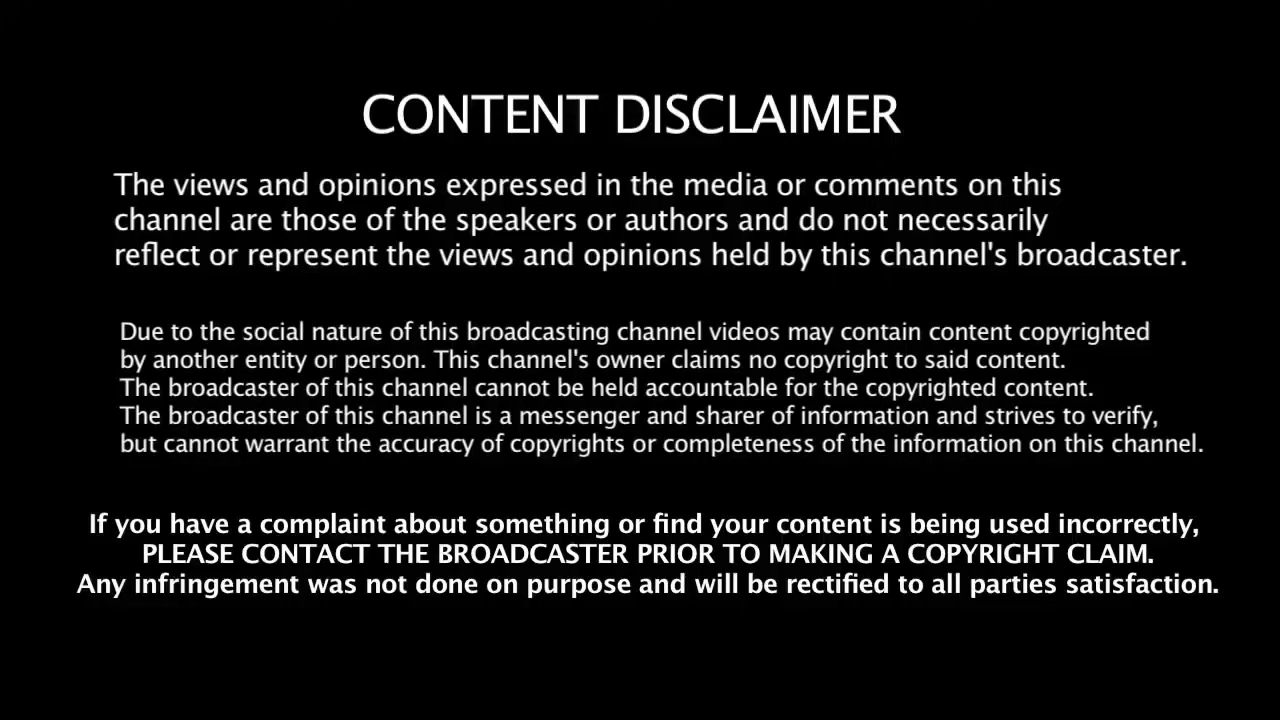 CONTENT DISCLAIMER
The views and opinions expressed in the media or comments on this
channel are those of the speakers or authors and do not necessarily
reflect or represent the views and opinions held by this channel's broadcaster.
Due to the social nature of this broadcasting channel videos may contain content copyrighted
by another entity or person. This channel's owner claims no copyright to said content.
The broadcaster of this channel cannot be held accountable for the copyrighted content.
The broadcaster of this channel is a messenger and sharer of information and strives to verify,
but cannot warrant the accuracy of copyrights or completeness of the information on this channel.
If you have a complaint about something or find your content is being used incorrectly,
PLEASE CONTACT THE BROADCASTER PRIOR TO MAKING A COPYRIGHT CLAIM.
Any infringement was not done on purpose and will be rectified to all parties satisfaction.